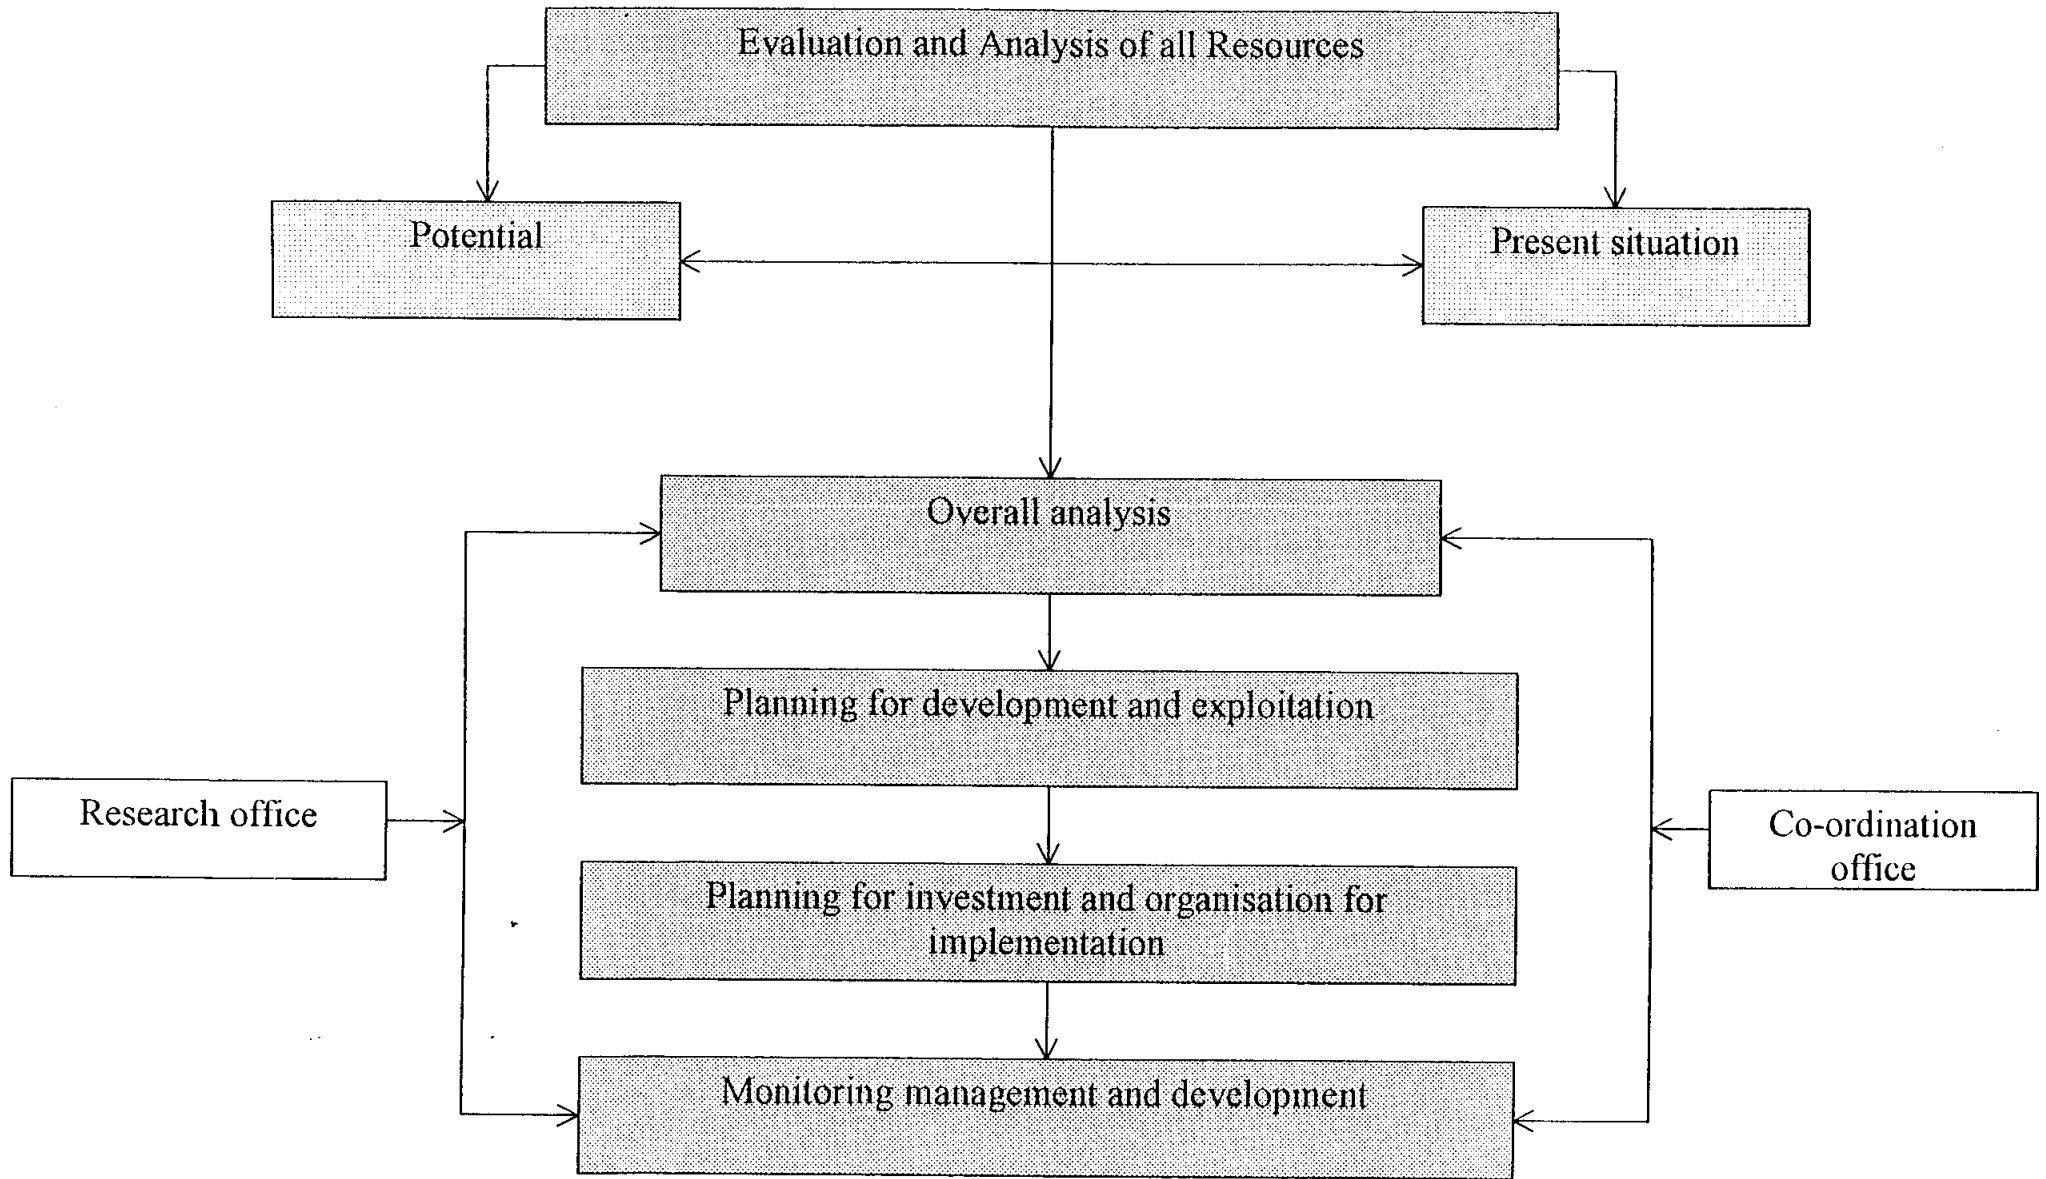 Evaluation and Analysis of all Resources
Potential
Present situation
Overall analysis
Planning for development and exploitation
Research office
Co-ordination
office
Planning for investment and organisation for
implementation
Monitoring management and development